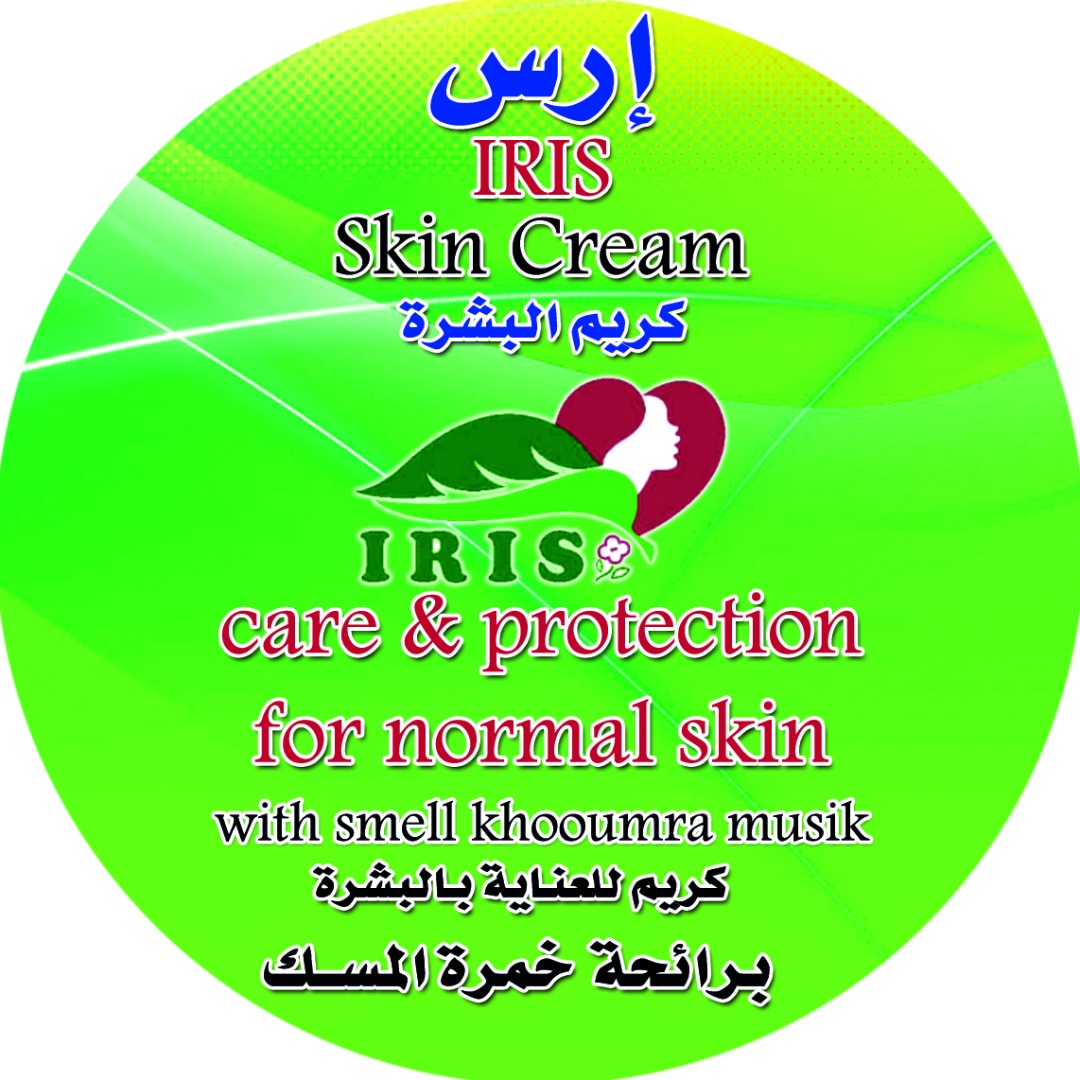 إرس
IRIS
Skin Cream
كريم البشرة
IRIS
care & protection
for normal skin
with smell khooumra musik
كريم للعناية بالبشرة
برائحة خمرة المسك